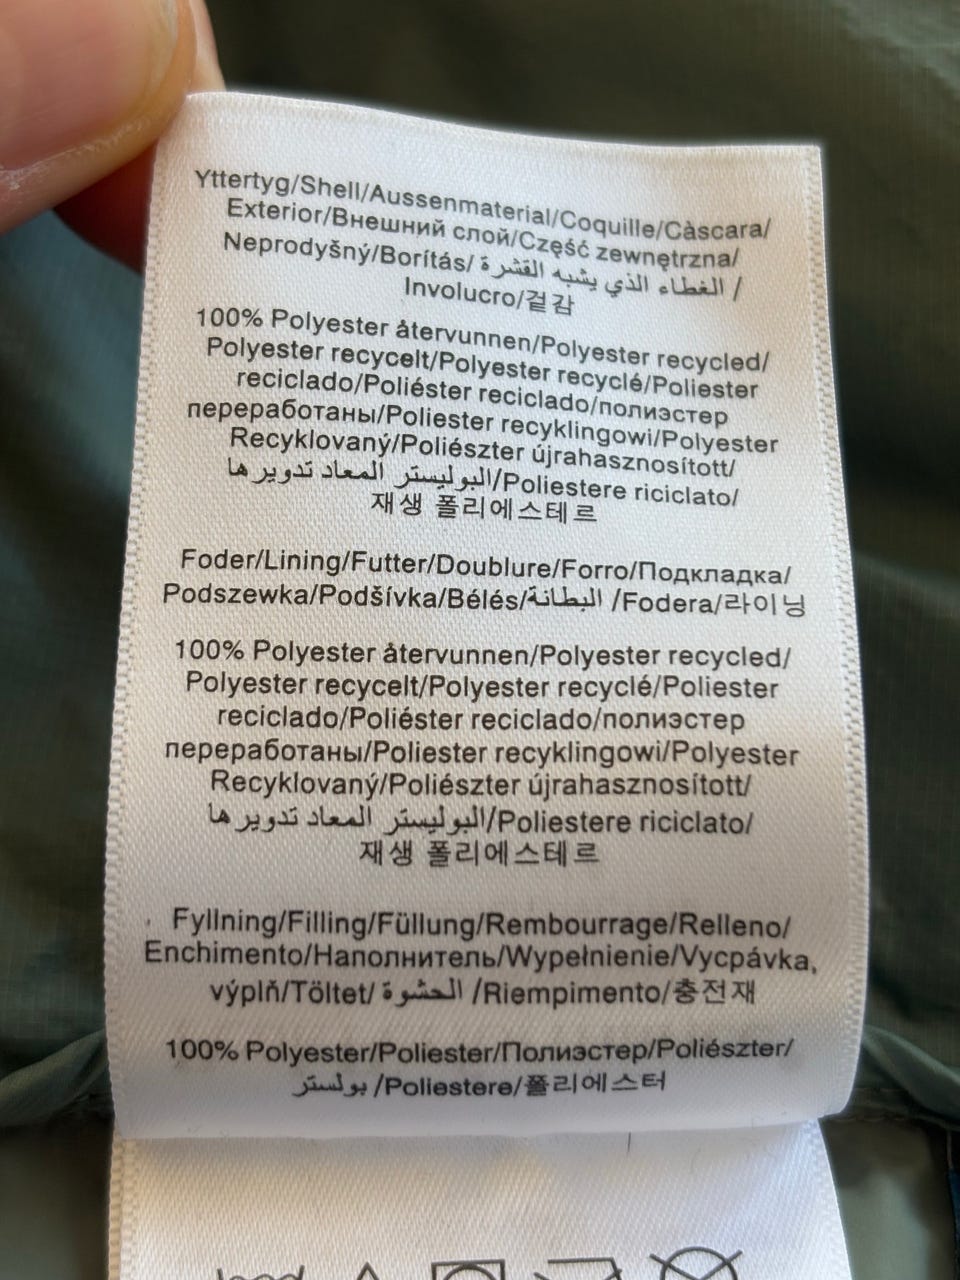 Yttertyg/Shell/Aussenmaterial/Coquille/Càscara/
Exterior/Внешний слой/Część zewnętrzna/
Neprodyšný/Borítás/ الغطاء الذي يشبه القشرة /
Involucro/겉감
100% Polyester återvunnen/Polyester recycled/
Polyester recycelt/Polyester recyclé/Poliester
reciclado/Poliéster reciclado/полиэстер
переработаны/Poliester recyklingowi/Polyester
Recyklovaný/Poliészter újrahasznosított/
البوليستر المعاد تدويرها/Poliestere riciclato/
재생 폴리에스테르
Foder/Lining/Futter/Doublure/Forro/Подкладка/
Podszewka/Podšívka/Bélés/البطانة /Fodera/라이닝
100% Polyester återvunnen/Polyester recycled/
Polyester recycelt/Polyester recyclé/Poliester
reciclado/Poliéster reciclado/полиэстер
переработаны/Poliester recyklingowi/Polyester
Recyklovaný/Poliészter újrahasznosított/
البوليستر المعاد تدويرها/Poliestere riciclato/
재생 폴리에스테르
Fyllning/Filling/Füllung/Rembourrage/Relleno/
Enchimento/Наполнитель/Wypełnienie/Vycpávka,
výplň/Töltet/ الحشوة /Riempimento/충전재
100% Polyester/Poliester/Полиэстер/Poliészter/
بولستر /Poliestere/폴리에스터